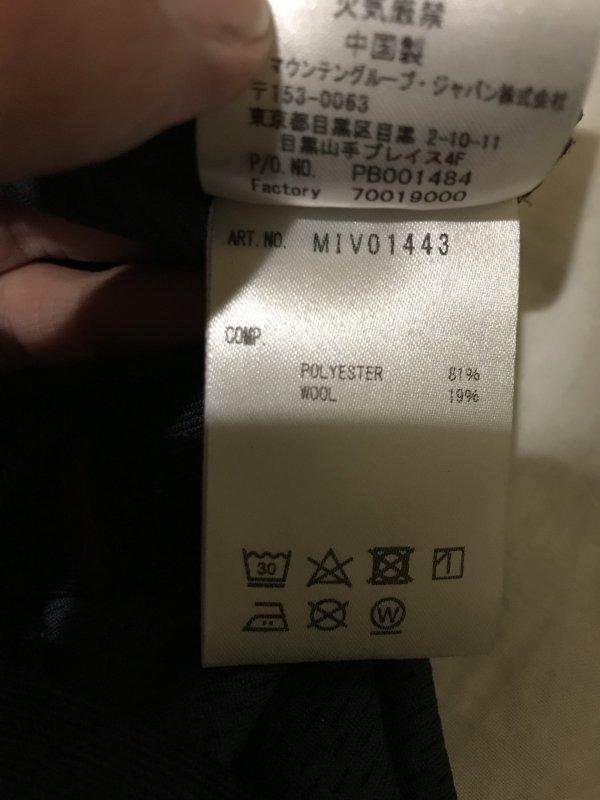 火気厳禁
中国製
マウンテングループ・ジャパン株式会社
〒153-0063
東京都目黒区目黒 2-10-11
目黒山手プレイス4F
P/O.NO. PB001484
Factory 70019000
ART.NO. MIV01443
COMP.
POLYESTER 81%
WOOL 19%
30
W